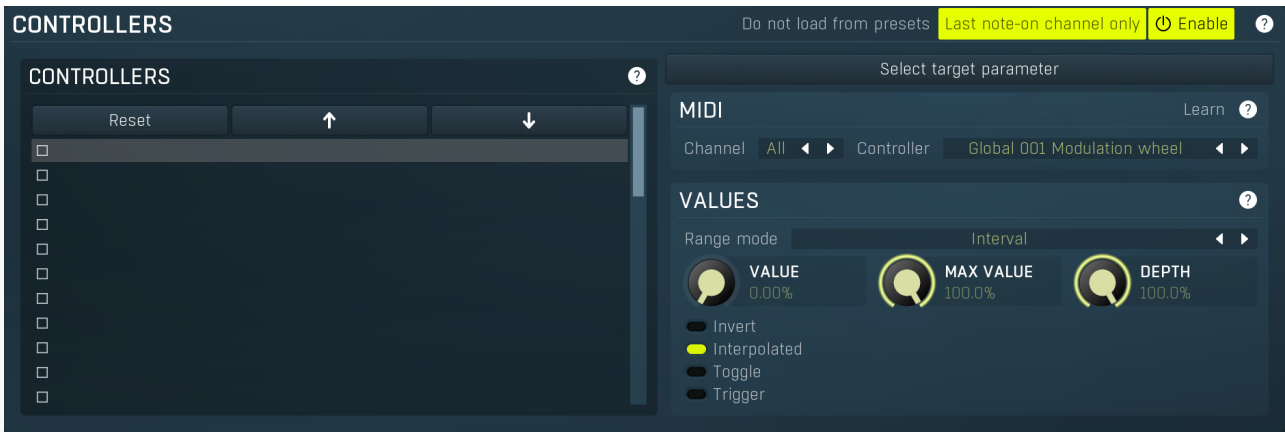 CONTROLLERS Do not load from presets Last note-on channel only Enable ?
CONTROLLERS ?
Reset ↑ ↓
Select target parameter
MIDI Learn ?
Channel All Controller Global 001 Modulation wheel
VALUES ?
Range mode Interval
VALUE
0.00%
MAX VALUE
100.0%
DEPTH
100.0%
Invert
Interpolated
Toggle
Trigger